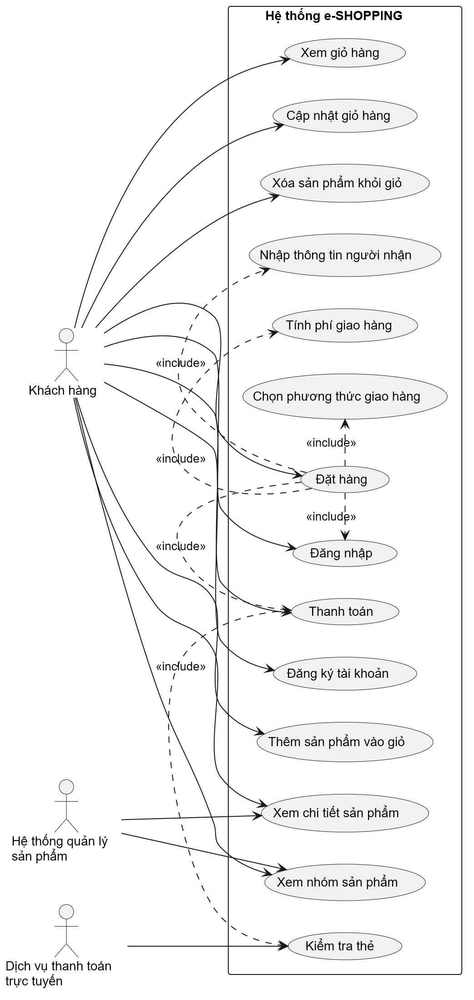 Hệ thống e-SHOPPING
Xem giỏ hàng
Cập nhật giỏ hàng
Xóa sản phẩm khỏi giỏ
Nhập thông tin người nhận
Tính phí giao hàng
«include»
Khách hàng
Chọn phương thức giao hàng
«include»
«include»
Đặt hàng
«include»
«include»
Đăng nhập
Thanh toán
«include»
Đăng ký tài khoản
Thêm sản phẩm vào giỏ
Xem chi tiết sản phẩm
Hệ thống quản lý
sản phẩm
Xem nhóm sản phẩm
Kiểm tra thẻ
Dịch vụ thanh toán
trực tuyến